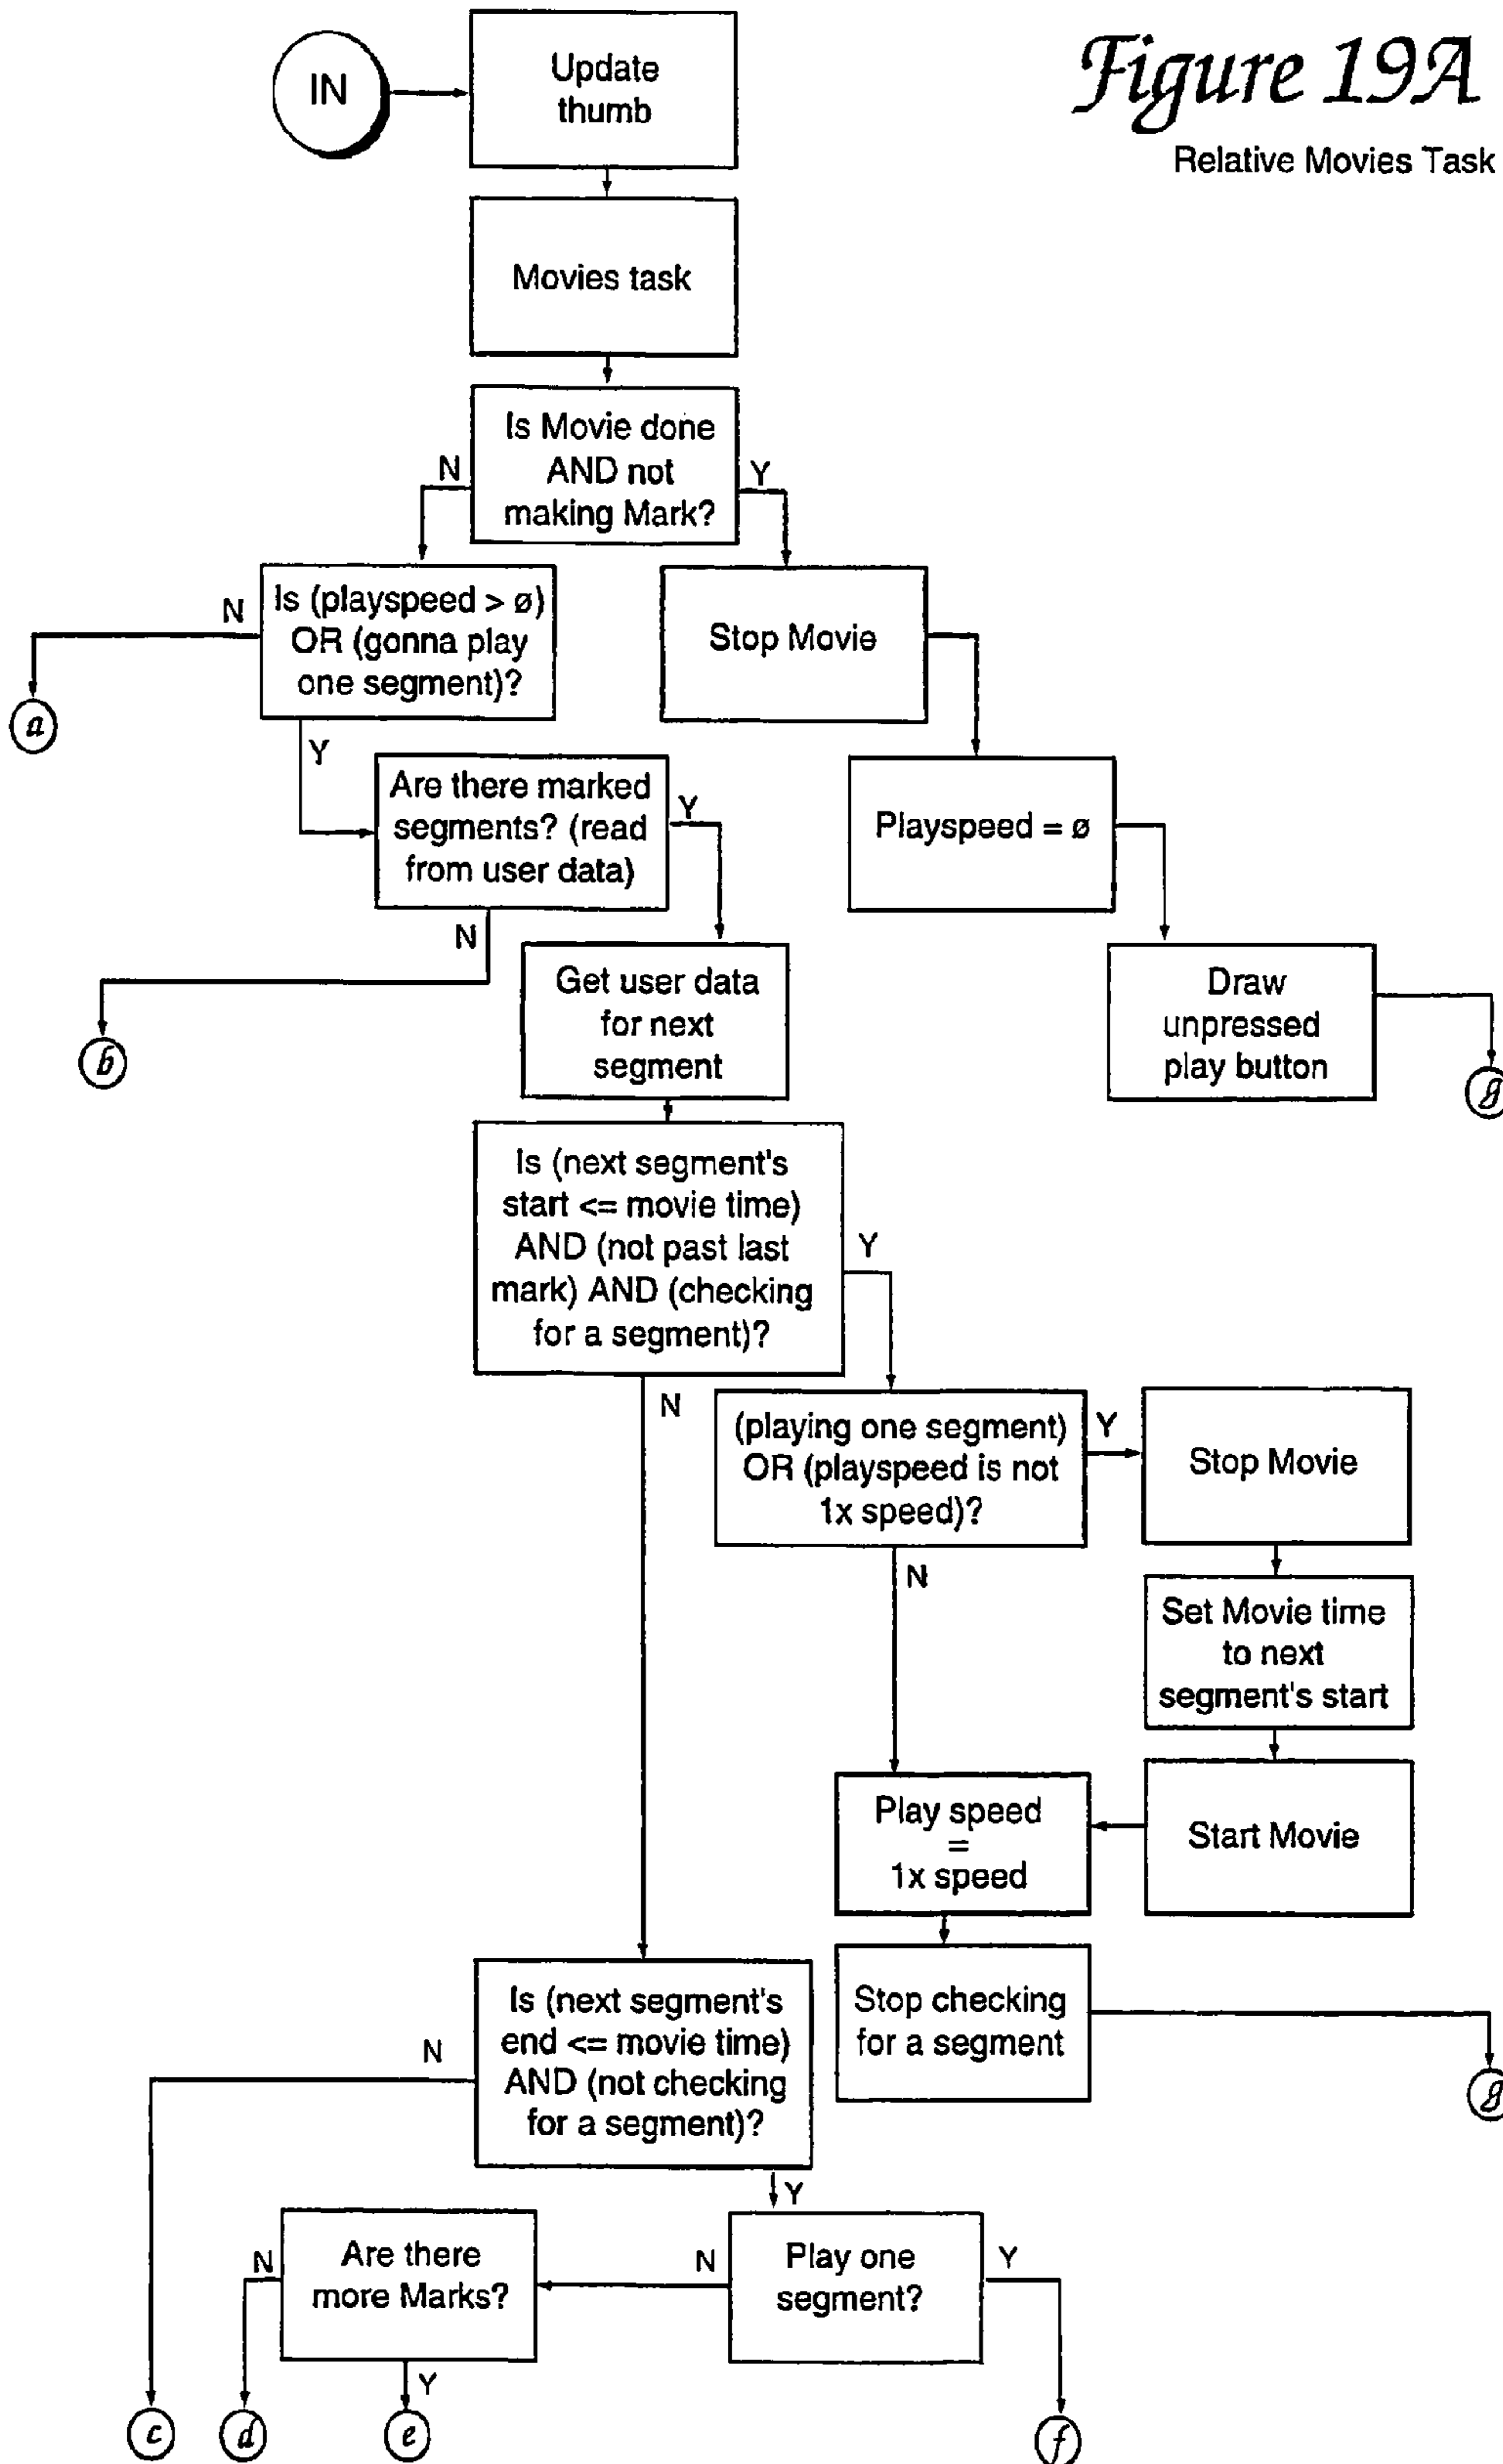 Figure 19A
Relative Movies Task
IN
Update
thumb
Movies task
Is Movie done
AND not
making Mark?
N
Y
Is (playspeed > ø)
OR (gonna play
one segment)?
N
Y
a
Stop Movie
Are there marked
segments? (read
from user data)
Y
N
b
Playspeed = ø
Get user data
for next
segment
Draw
unpressed
play button
g
Is (next segment's
start <= movie time)
AND (not past last
mark) AND (checking
for a segment)?
Y
N
(playing one segment)
OR (playspeed is not
1x speed)?
Y
N
Stop Movie
Set Movie time
to next
segment's start
Start Movie
Play speed
=
1x speed
Stop checking
for a segment
g
Is (next segment's
end <= movie time)
AND (not checking
for a segment)?
N
Y
Play one
segment?
N
Y
Are there
more Marks?
N
Y
c
d
e
f